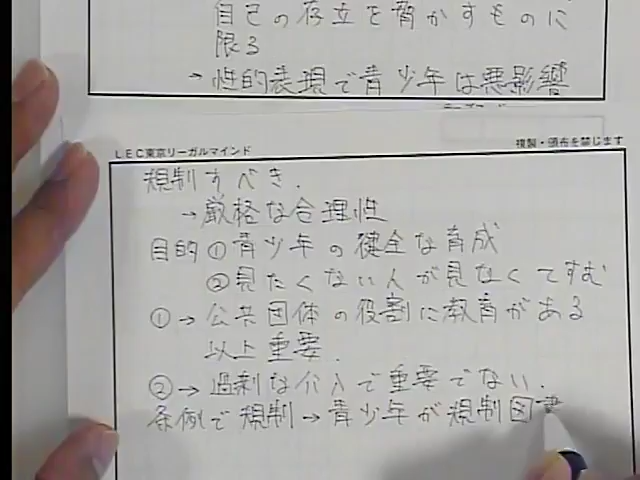 自己の存立を脅かすものに
限る
→性的表現で青少年は悪影響
LEC東京リーガルマインド
複製・頒布を禁じます
規制すべき.
→厳格な合理性
目的①青少年の健全な育成
②見たくない人が見なくてすむ
①→公共団体の役割に教育がある
以上重要.
②→過剰な介入で重要でない.
条例で規制→青少年が規制図書